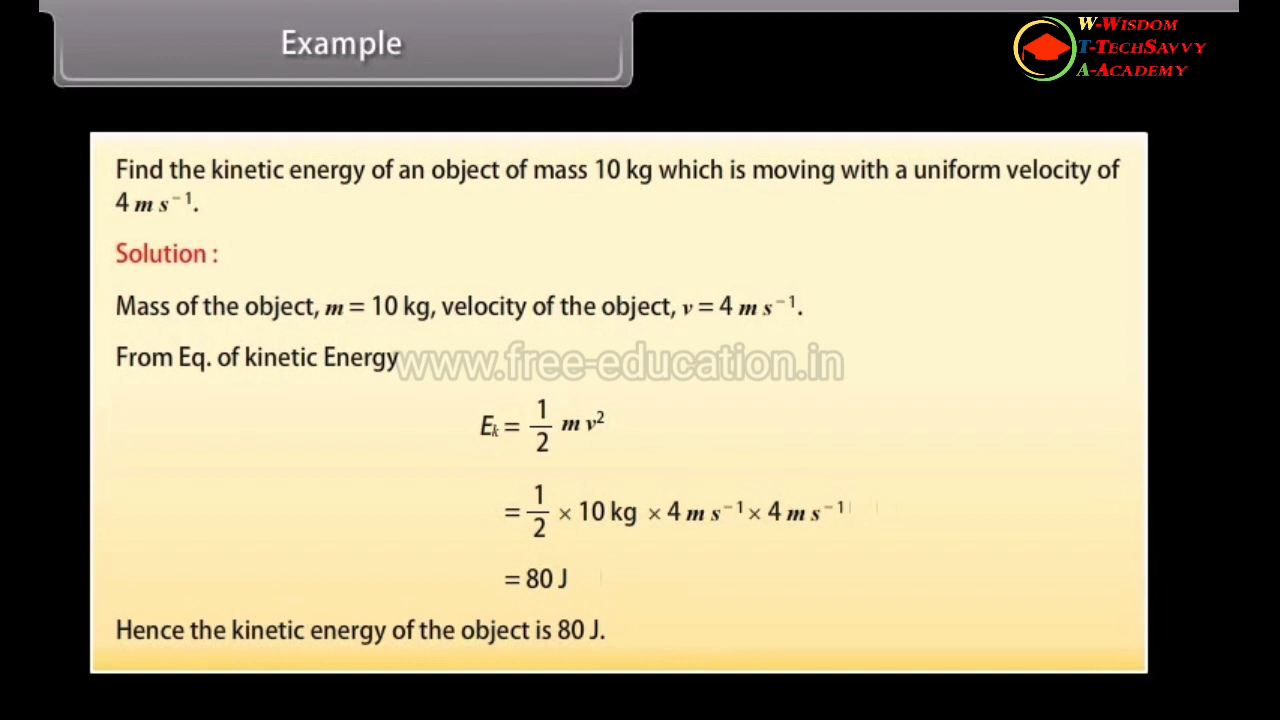 Example
W-Wisdom
T-TechSavvy
A-Academy
Find the kinetic energy of an object of mass 10 kg which is moving with a uniform velocity of
4 m s⁻¹.
Solution :
Mass of the object, m = 10 kg, velocity of the object, v = 4 m s⁻¹.
From Eq. of kinetic Energy
www.free-education.in
Eₖ = 1/2 m v²
= 1/2 × 10 kg × 4 m s⁻¹ × 4 m s⁻¹
= 80 J
Hence the kinetic energy of the object is 80 J.